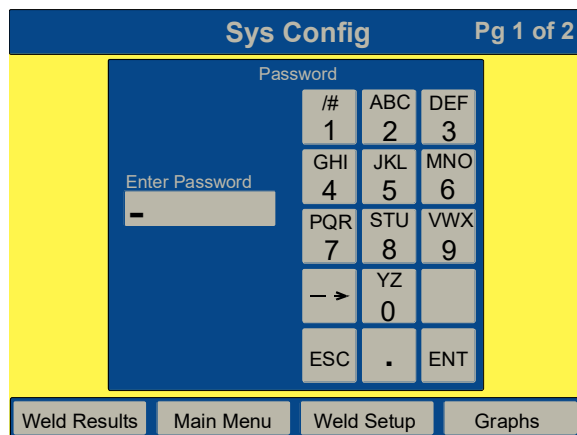 Sys Config Pg 1 of 2
Password
/# ABC DEF
1 2 3
GHI JKL MNO
4 5 6
Enter Password
PQR STU VWX
7 8 9
YZ
0
ESC . ENT
Weld Results Main Menu Weld Setup Graphs